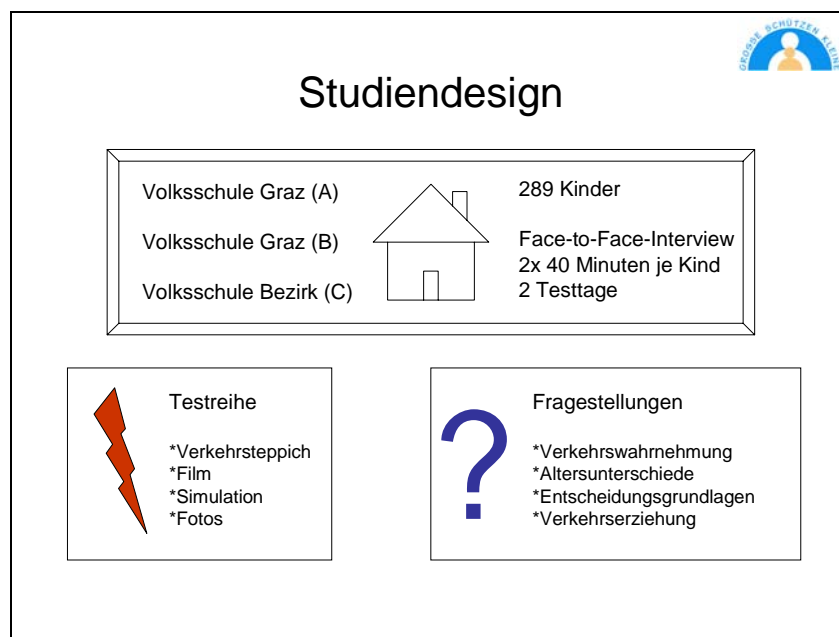 GROSSE SCHÜTZEN KLEINE
Studiendesign
Volksschule Graz (A)
Volksschule Graz (B)
Volksschule Bezirk (C)
289 Kinder
Face-to-Face-Interview
2x 40 Minuten je Kind
2 Testtage
Testreihe
*Verkehrsteppich
*Film
*Simulation
*Fotos
?
Fragestellungen
*Verkehrswahrnehmung
*Altersunterschiede
*Entscheidungsgrundlagen
*Verkehrserziehung